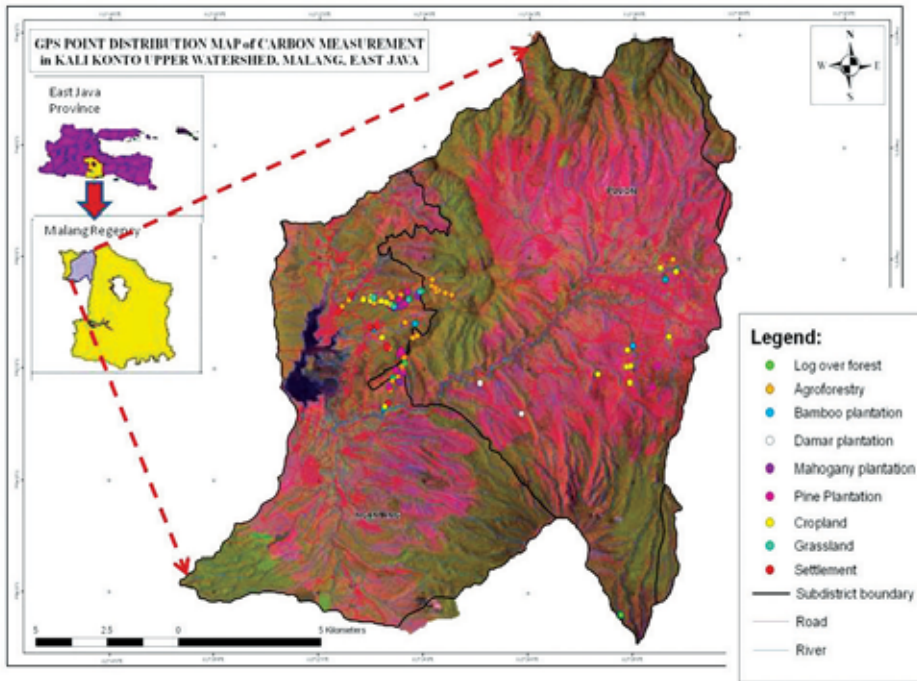 GPS POINT DISTRIBUTION MAP of CARBON MEASUREMENT
in KALI KONTO UPPER WATERSHED, MALANG, EAST JAVA
East Java
Province
Malang Regency
N
W E
S
PUJON
NGANTANG
Legend:
Log over forest
Agroforestry
Bamboo plantation
Damar plantation
Mahogany plantation
Pine Plantation
Cropland
Grassland
Settlement
Subdistrict boundary
Road
River
5 2.5 0 5 Kilometers